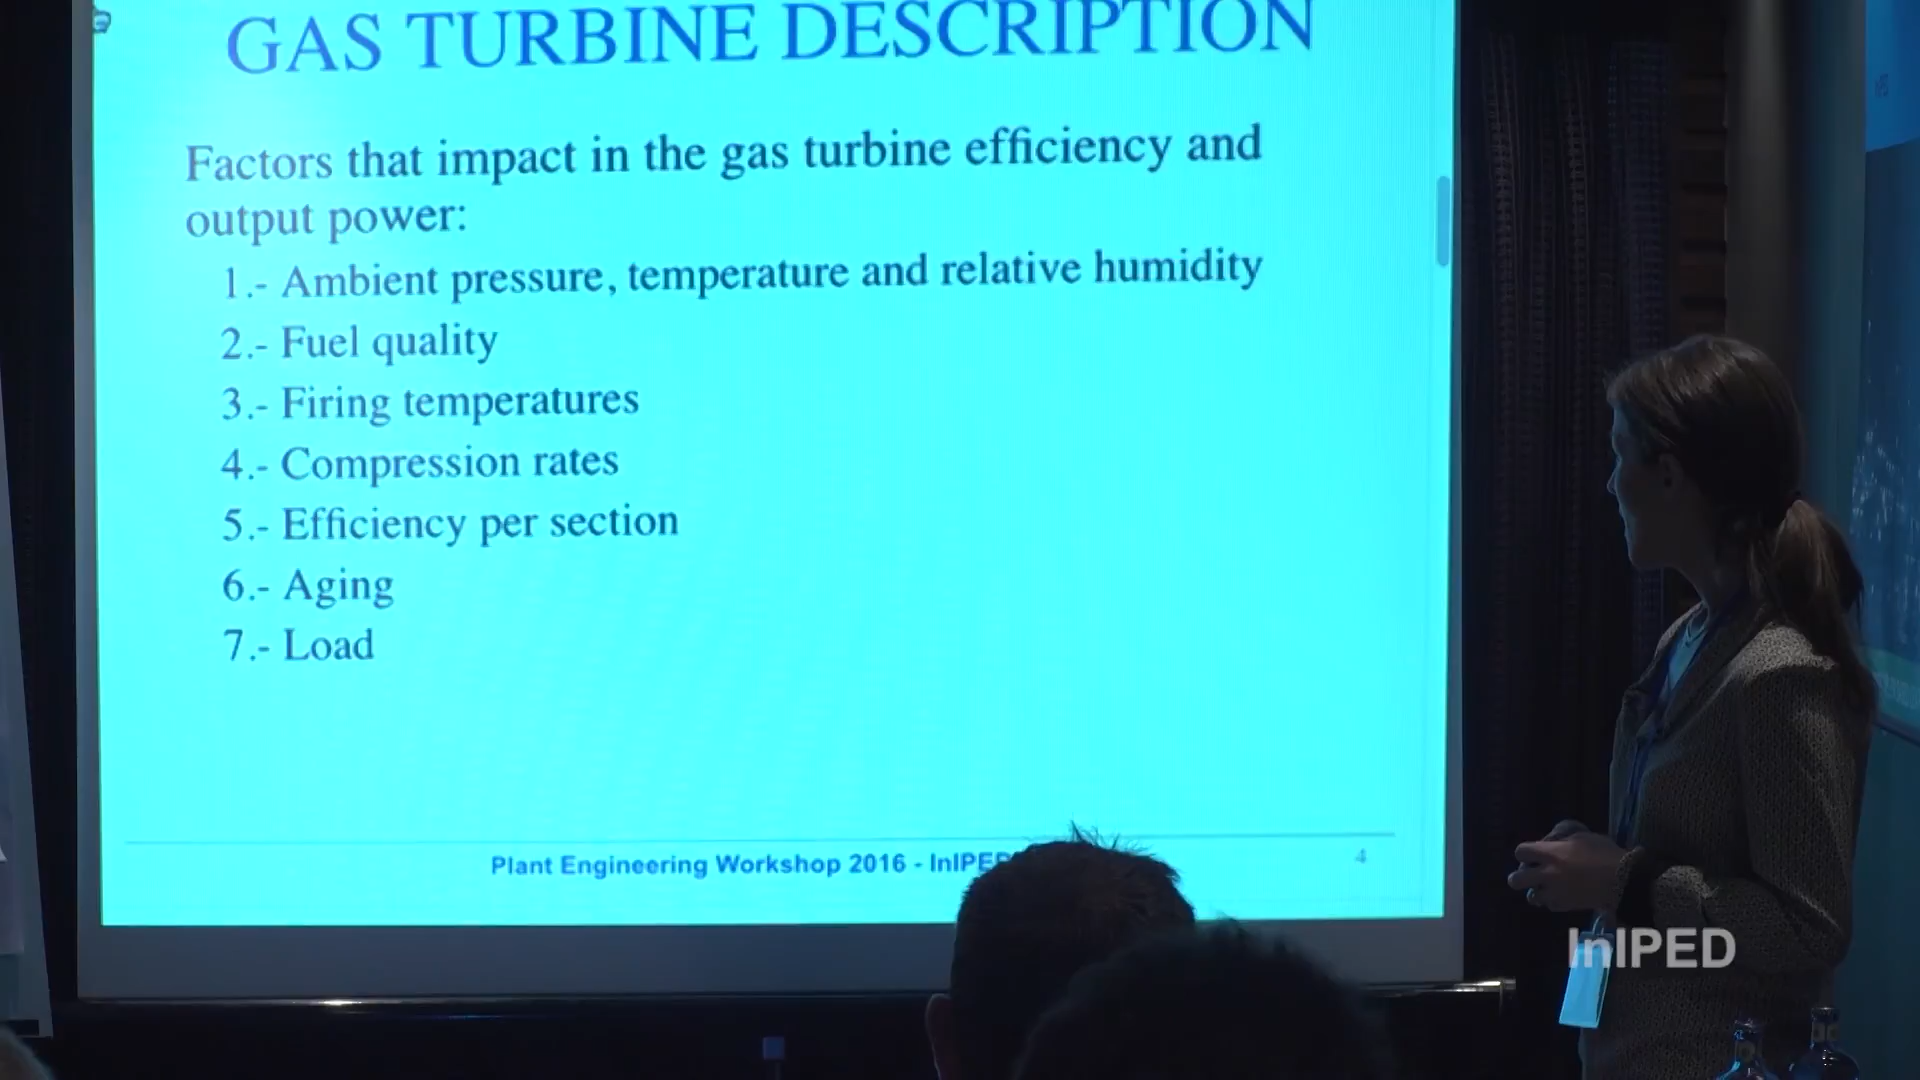 GAS TURBINE DESCRIPTION
Factors that impact in the gas turbine efficiency and
output power:
1.- Ambient pressure, temperature and relative humidity
2.- Fuel quality
3.- Firing temperatures
4.- Compression rates
5.- Efficiency per section
6.- Aging
7.- Load
Plant Engineering Workshop 2016 - InIPED
4
InIPED